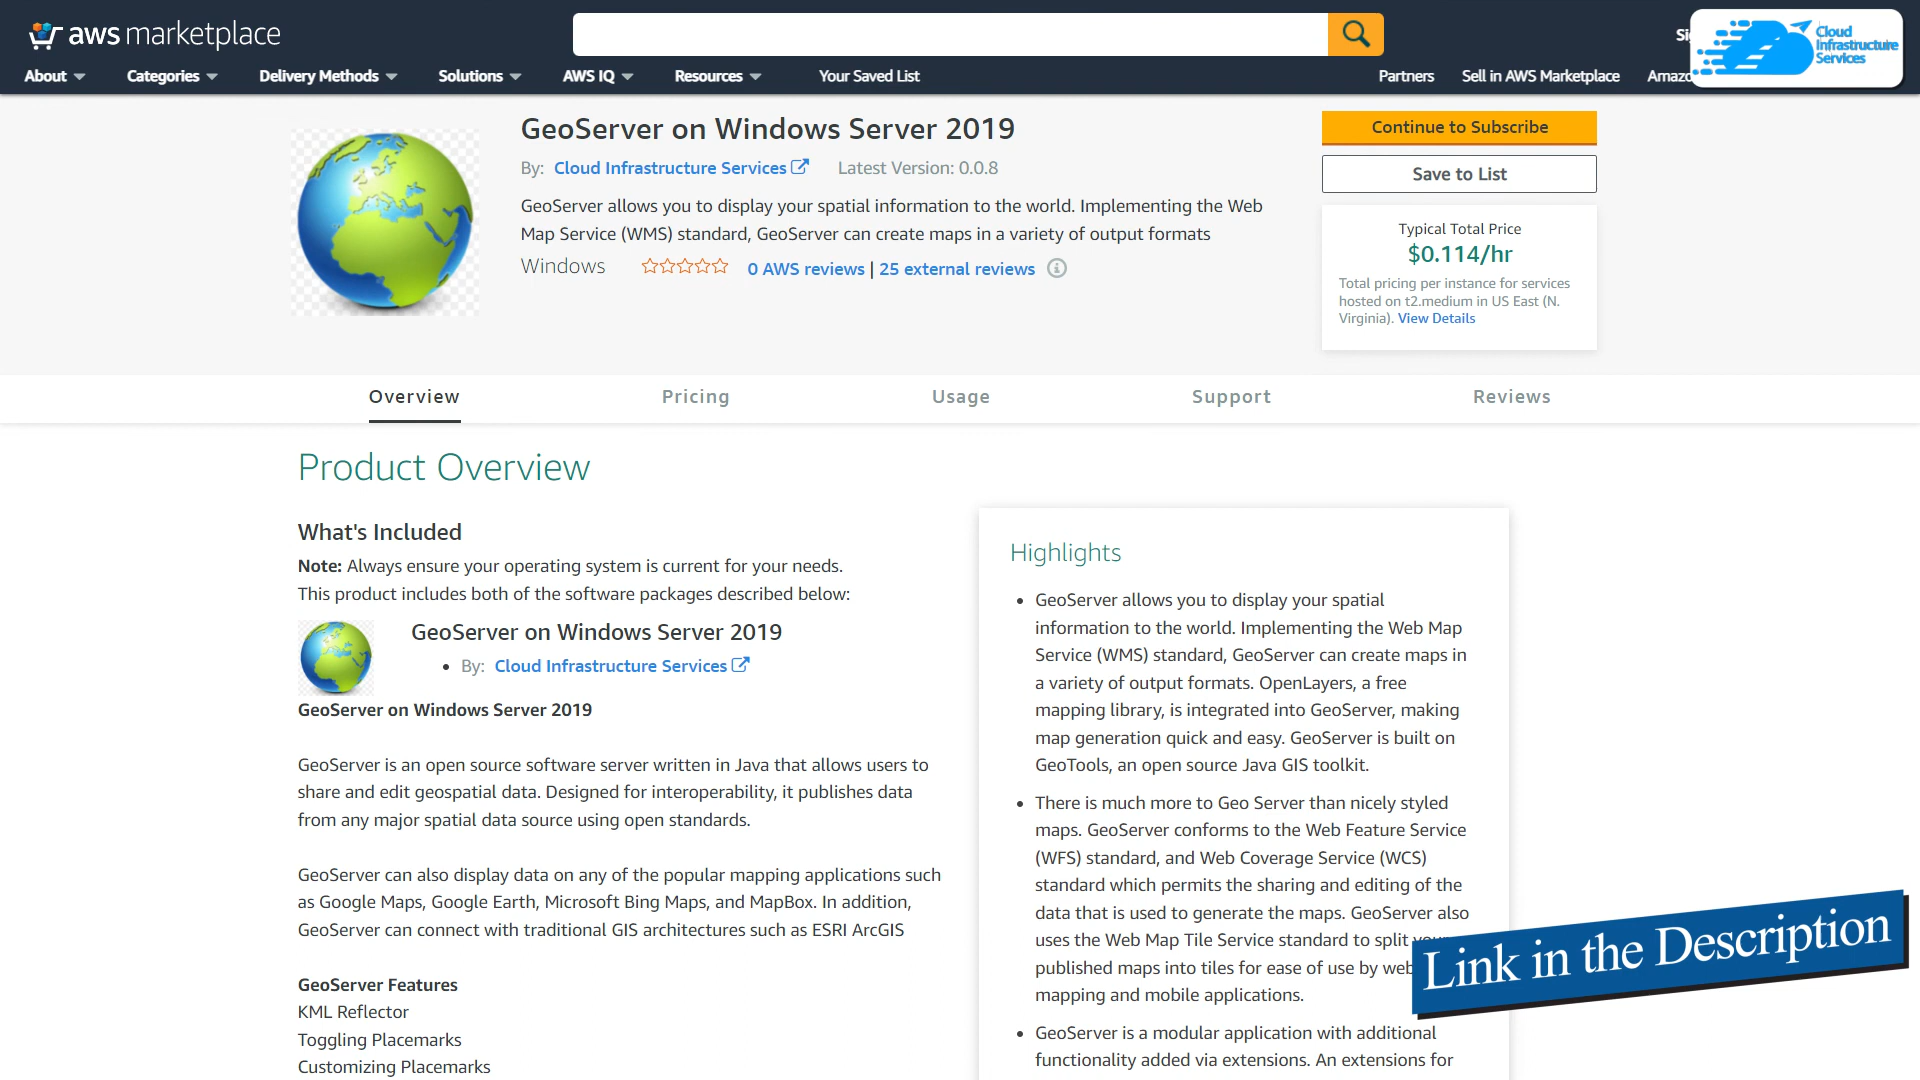 aws marketplace
Cloud
Infrastructure
Services
About
Categories
Delivery Methods
Solutions
AWS IQ
Resources
Your Saved List
Partners
Sell in AWS Marketplace
GeoServer on Windows Server 2019
Continue to Subscribe
By: Cloud Infrastructure Services
Latest Version: 0.0.8
Save to List
GeoServer allows you to display your spatial information to the world. Implementing the Web
Map Service (WMS) standard, GeoServer can create maps in a variety of output formats
Windows
0 AWS reviews | 25 external reviews
Typical Total Price
$0.114/hr
Total pricing per instance for services
hosted on t2.medium in US East (N.
Virginia). View Details
Overview
Pricing
Usage
Support
Reviews
Product Overview
What's Included
Note: Always ensure your operating system is current for your needs.
This product includes both of the software packages described below:
GeoServer on Windows Server 2019
By: Cloud Infrastructure Services
GeoServer on Windows Server 2019
GeoServer is an open source software server written in Java that allows users to
share and edit geospatial data. Designed for interoperability, it publishes data
from any major spatial data source using open standards.
GeoServer can also display data on any of the popular mapping applications such
as Google Maps, Google Earth, Microsoft Bing Maps, and MapBox. In addition,
GeoServer can connect with traditional GIS architectures such as ESRI ArcGIS
GeoServer Features
KML Reflector
Toggling Placemarks
Customizing Placemarks
Highlights
GeoServer allows you to display your spatial
information to the world. Implementing the Web Map
Service (WMS) standard, GeoServer can create maps in
a variety of output formats. OpenLayers, a free
mapping library, is integrated into GeoServer, making
map generation quick and easy. GeoServer is built on
GeoTools, an open source Java GIS toolkit.
There is much more to Geo Server than nicely styled
maps. GeoServer conforms to the Web Feature Service
(WFS) standard, and Web Coverage Service (WCS)
standard which permits the sharing and editing of the
data that is used to generate the maps. GeoServer also
uses the Web Map Tile Service standard to split
published maps into tiles for ease of use by web
mapping and mobile applications.
GeoServer is a modular application with additional
functionality added via extensions. An extensions for
Link in the Description